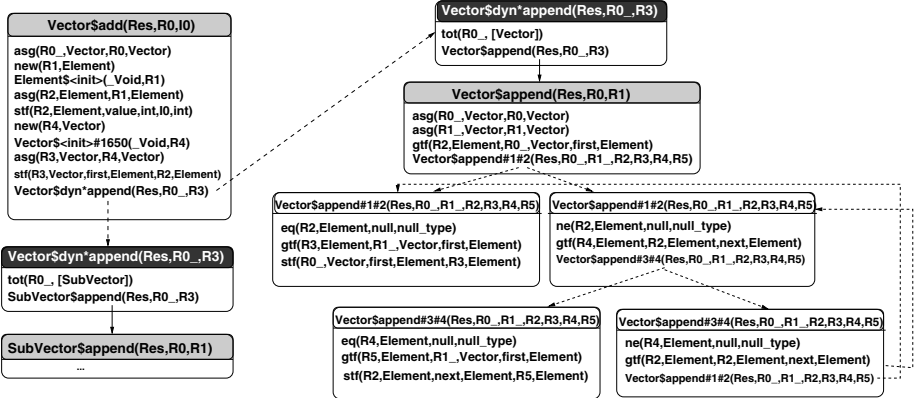 Vector$add(Res,R0,I0)
asg(R0_,Vector,R0,Vector)
new(R1,Element)
Element$<init>(_Void,R1)
asg(R2,Element,R1,Element)
stf(R2,Element,value,int,I0,int)
new(R4,Vector)
Vector$<init>#1650(_Void,R4)
asg(R3,Vector,R4,Vector)
stf(R3,Vector,first,Element,R2,Element)
Vector$dyn*append(Res,R0_,R3)
Vector$dyn*append(Res,R0_,R3)
tot(R0_, [SubVector])
SubVector$append(Res,R0_,R3)
SubVector$append(Res,R0,R1)
...
Vector$dyn*append(Res,R0_,R3)
tot(R0_, [Vector])
Vector$append(Res,R0_,R3)
Vector$append(Res,R0,R1)
asg(R0_,Vector,R0,Vector)
asg(R1_,Vector,R1,Vector)
gtf(R2,Element,R0_,Vector,first,Element)
Vector$append#1#2(Res,R0_,R1_,R2,R3,R4,R5)
Vector$append#1#2(Res,R0_,R1_,R2,R3,R4,R5)
eq(R2,Element,null,null_type)
gtf(R3,Element,R1_,Vector,first,Element)
stf(R0_,Vector,first,Element,R3,Element)
Vector$append#1#2(Res,R0_,R1_,R2,R3,R4,R5)
ne(R2,Element,null,null_type)
gtf(R4,Element,R2,Element,next,Element)
Vector$append#3#4(Res,R0_,R1_,R2,R3,R4,R5)
Vector$append#3#4(Res,R0_,R1_,R2,R3,R4,R5)
eq(R4,Element,null,null_type)
gtf(R5,Element,R1_,Vector,first,Element)
stf(R2,Element,next,Element,R5,Element)
Vector$append#3#4(Res,R0_,R1_,R2,R3,R4,R5)
ne(R4,Element,null,null_type)
gtf(R2,Element,R2,Element,next,Element)
Vector$append#1#2(Res,R0_,R1_,R2,R3,R4,R5)